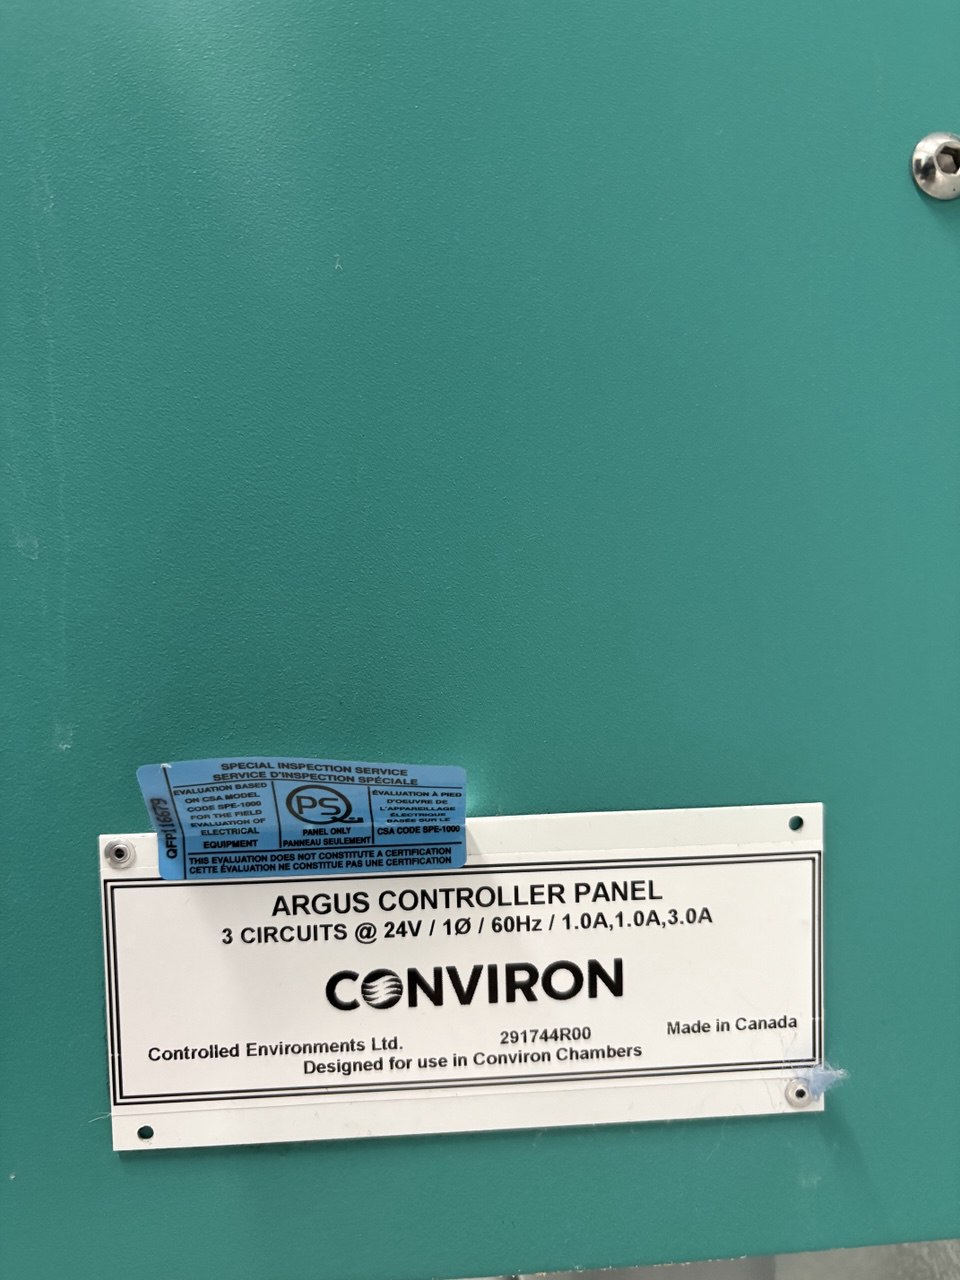 SPECIAL INSPECTION SERVICE
SERVICE D'INSPECTION SPÉCIALE
QFP116679
EVALUATION BASED
ON CSA MODEL
CODE SPE-1000
FOR THE FIELD
EVALUATION OF
ELECTRICAL
EQUIPMENT
PS
PANEL ONLY
PANNEAU SEULEMENT
ÉVALUATION À PIED
D'OEUVRE DE
L'APPAREILLAGE
ÉLECTRIQUE
BASÉE SUR LE
CSA CODE SPE-1000
THIS EVALUATION DOES NOT CONSTITUTE A CERTIFICATION
CETTE ÉVALUATION NE CONSTITUE PAS UNE CERTIFICATION
ARGUS CONTROLLER PANEL
3 CIRCUITS @ 24V / 1Ø / 60Hz / 1.0A,1.0A,3.0A
CONVIRON
Controlled Environments Ltd. 291744R00 Made in Canada
Designed for use in Conviron Chambers